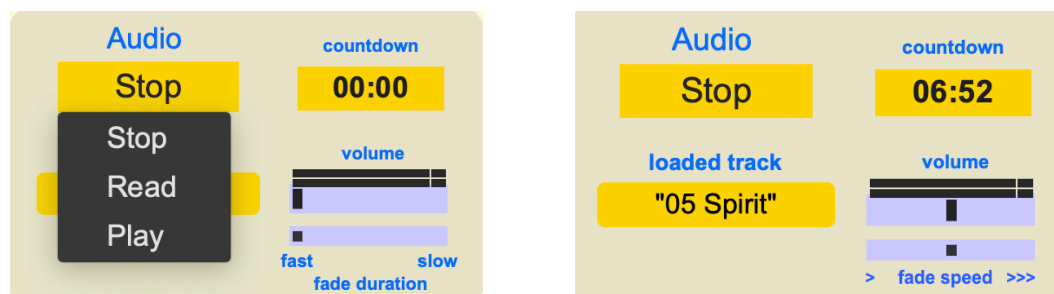 Audio
countdown
Stop
00:00
Stop
Read
Play
volume
fast slow
fade duration
Audio
countdown
Stop
06:52
loaded track
volume
"05 Spirit"
> fade speed >>>